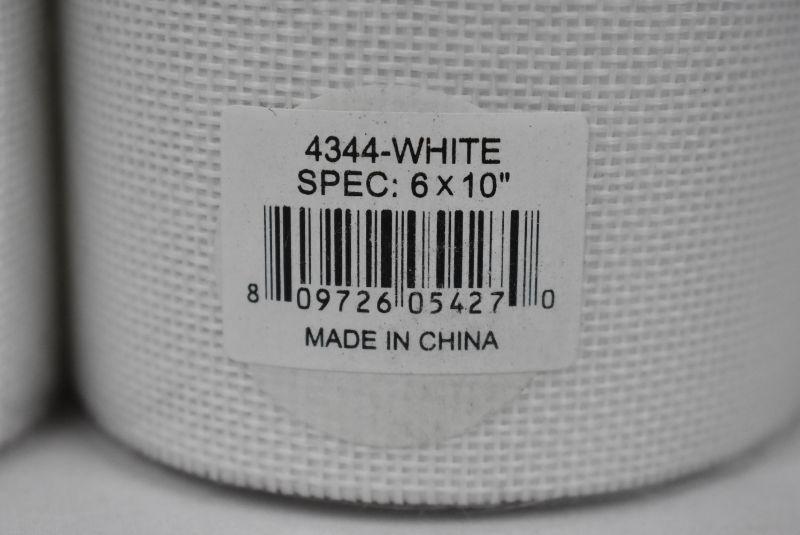 4344-WHITE
SPEC: 6 x 10"
8 09726 05427 0
MADE IN CHINA